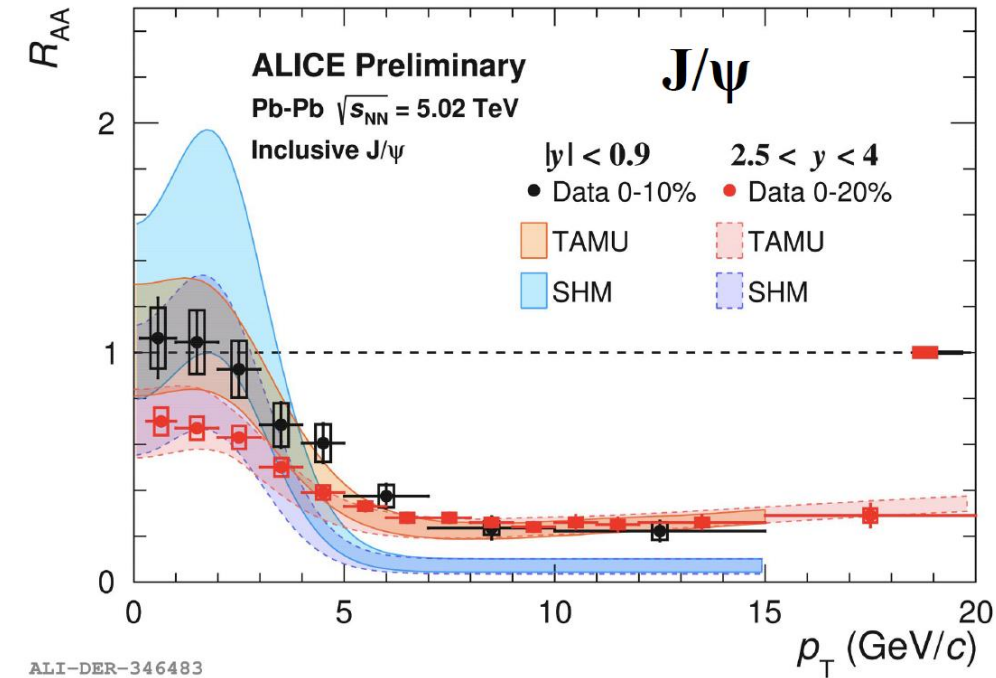 R_AA
ALICE Preliminary
J/ψ
Pb-Pb √s_NN = 5.02 TeV
Inclusive J/ψ
|y| < 0.9 2.5 < y < 4
Data 0-10% Data 0-20%
TAMU TAMU
SHM SHM
2
1
0
0 5 10 15 20
p_T (GeV/c)
ALI-DER-346483